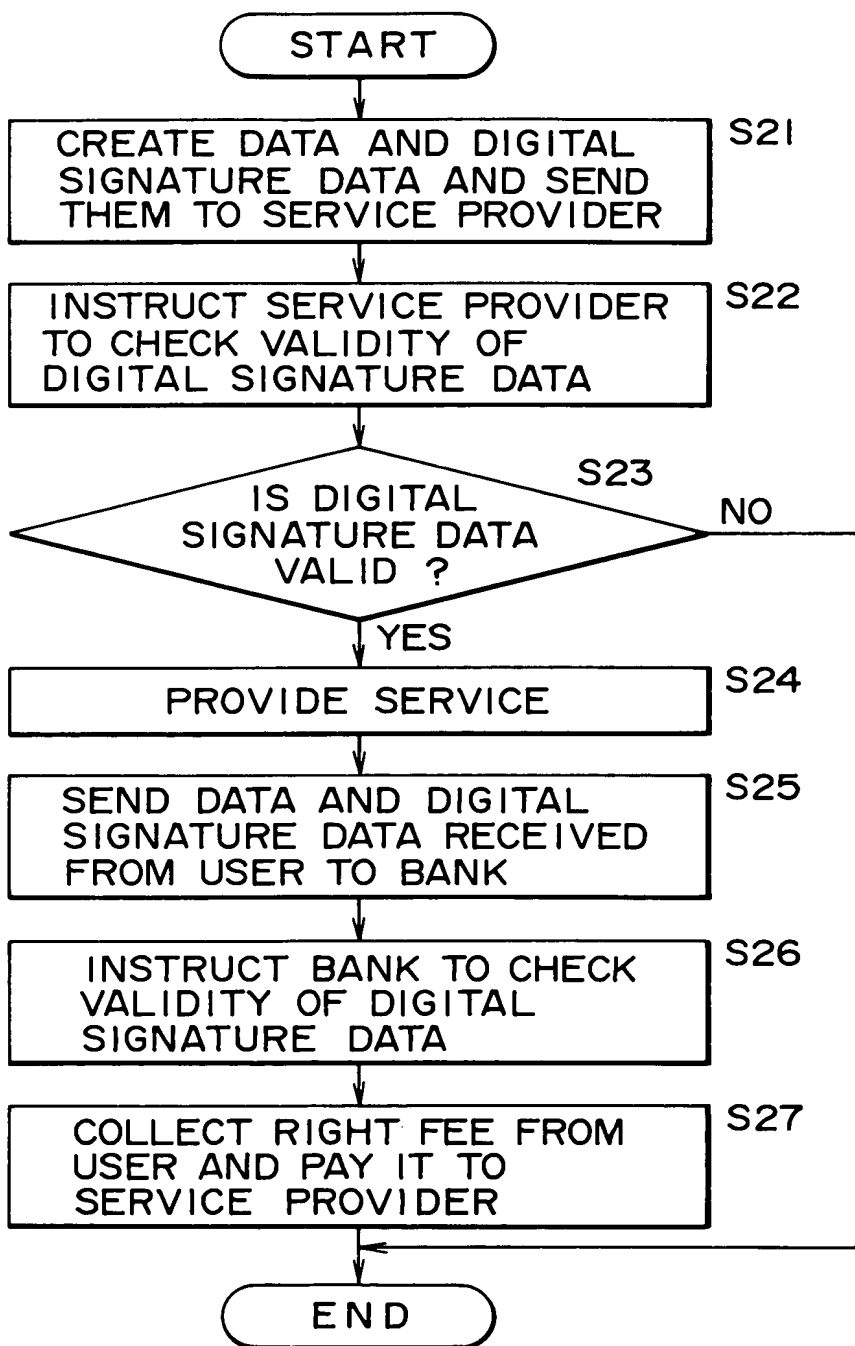 START
S21
CREATE DATA AND DIGITAL
SIGNATURE DATA AND SEND
THEM TO SERVICE PROVIDER
S22
INSTRUCT SERVICE PROVIDER
TO CHECK VALIDITY OF
DIGITAL SIGNATURE DATA
S23
IS DIGITAL
SIGNATURE DATA
VALID ?
NO
YES
S24
PROVIDE SERVICE
S25
SEND DATA AND DIGITAL
SIGNATURE DATA RECEIVED
FROM USER TO BANK
S26
INSTRUCT BANK TO CHECK
VALIDITY OF DIGITAL
SIGNATURE DATA
S27
COLLECT RIGHT FEE FROM
USER AND PAY IT TO
SERVICE PROVIDER
END